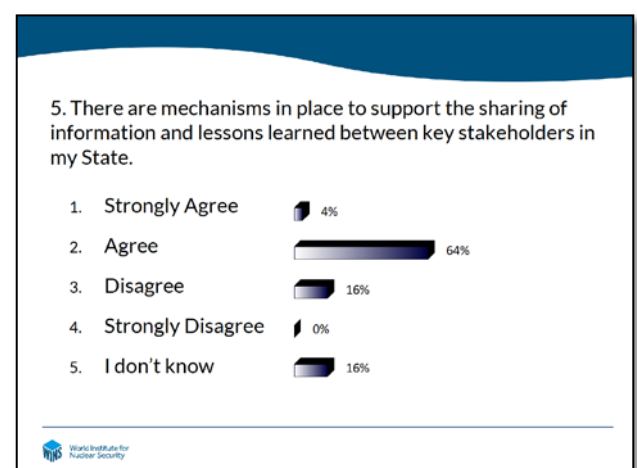 5. There are mechanisms in place to support the sharing of
information and lessons learned between key stakeholders in
my State.
1. Strongly Agree 4%
2. Agree 64%
3. Disagree 16%
4. Strongly Disagree 0%
5. I don't know 16%
WINS World Institute for
Nuclear Security